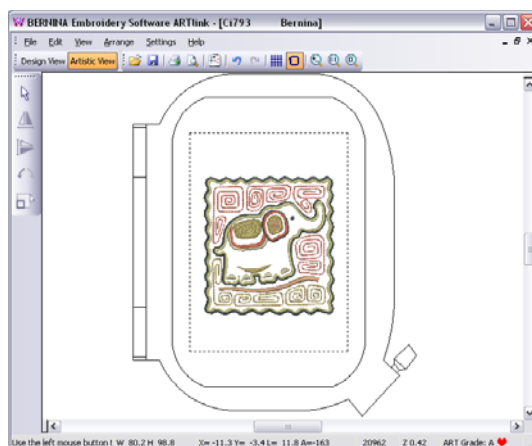 BERNINA Embroidery Software ARTlink - [Ci793 Bernina]
File Edit View Arrange Settings Help
Design View Artistic View
Use the left mouse button t W 80.2 H 98.8 X= -11.3 Y= -3.4 L= 11.8 A=-163 20962 Z 0.42 ART Grade: A